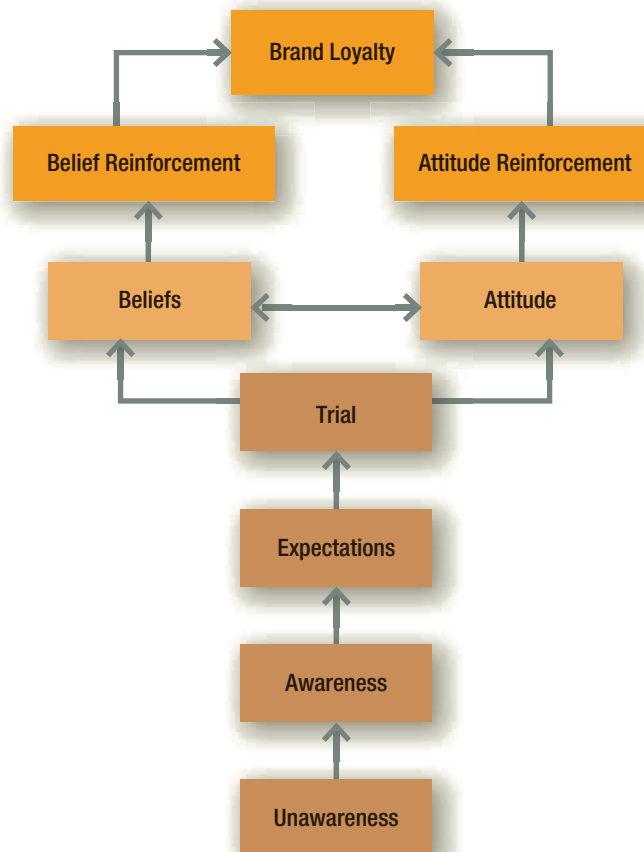 Brand Loyalty
Belief Reinforcement
Attitude Reinforcement
Beliefs
Attitude
Trial
Expectations
Awareness
Unawareness